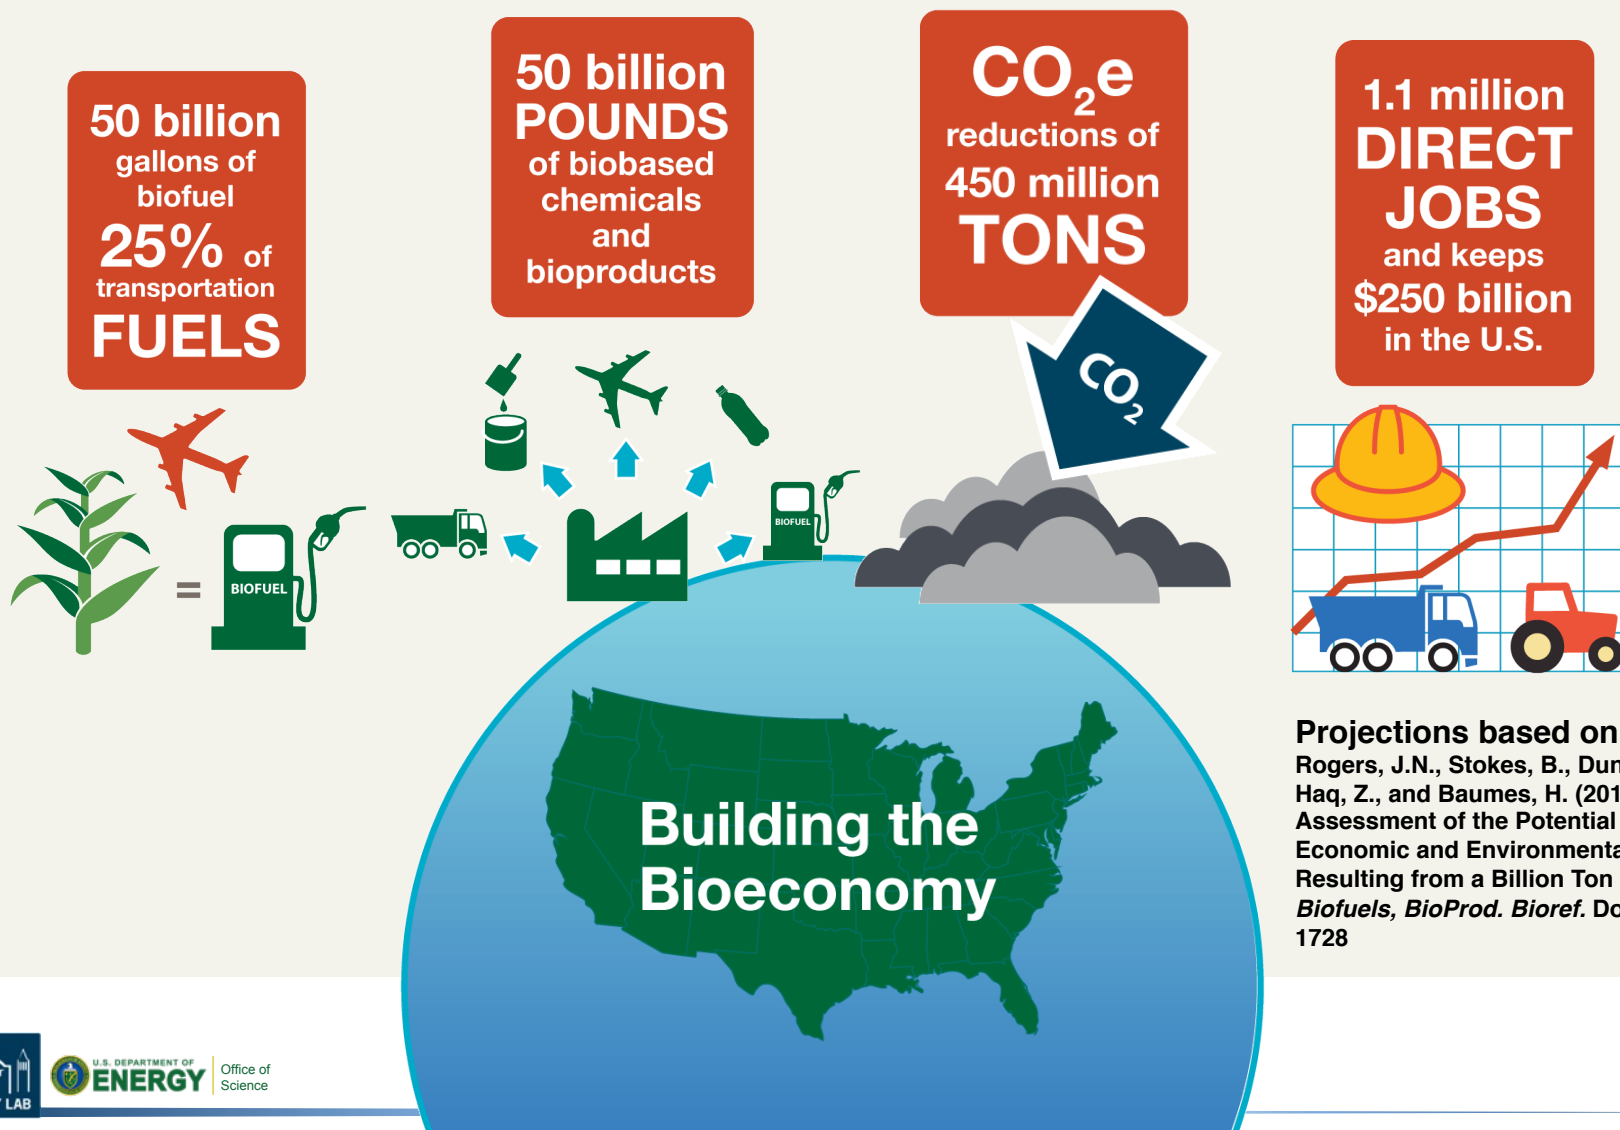 50 billion
gallons of
biofuel
25% of
transportation
FUELS
50 billion
POUNDS
of biobased
chemicals
and
bioproducts
CO₂e
reductions of
450 million
TONS
1.1 million
DIRECT
JOBS
and keeps
$250 billion
in the U.S.
CO₂
BIOFUEL
BIOFUEL
Building the
Bioeconomy
Projections based on
Rogers, J.N., Stokes, B., Dun
Haq, Z., and Baumes, H. (201
Assessment of the Potential
Economic and Environmenta
Resulting from a Billion Ton
Biofuels, BioProd. Bioref. Do
1728
LAB
U.S. DEPARTMENT OF
ENERGY
Office of
Science